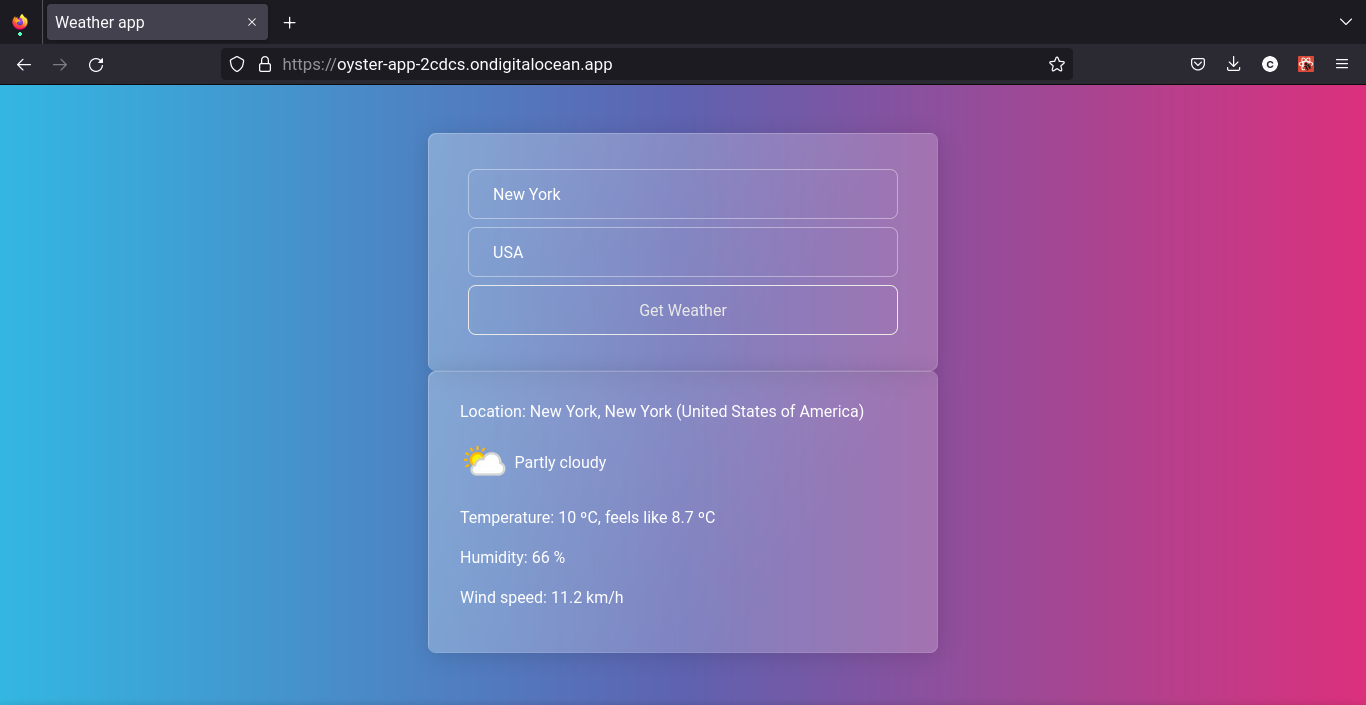 Weather app
https://oyster-app-2cdcs.ondigitalocean.app
C
New York
USA
Get Weather
Location: New York, New York (United States of America)
Partly cloudy
Temperature: 10 ºC, feels like 8.7 ºC
Humidity: 66 %
Wind speed: 11.2 km/h